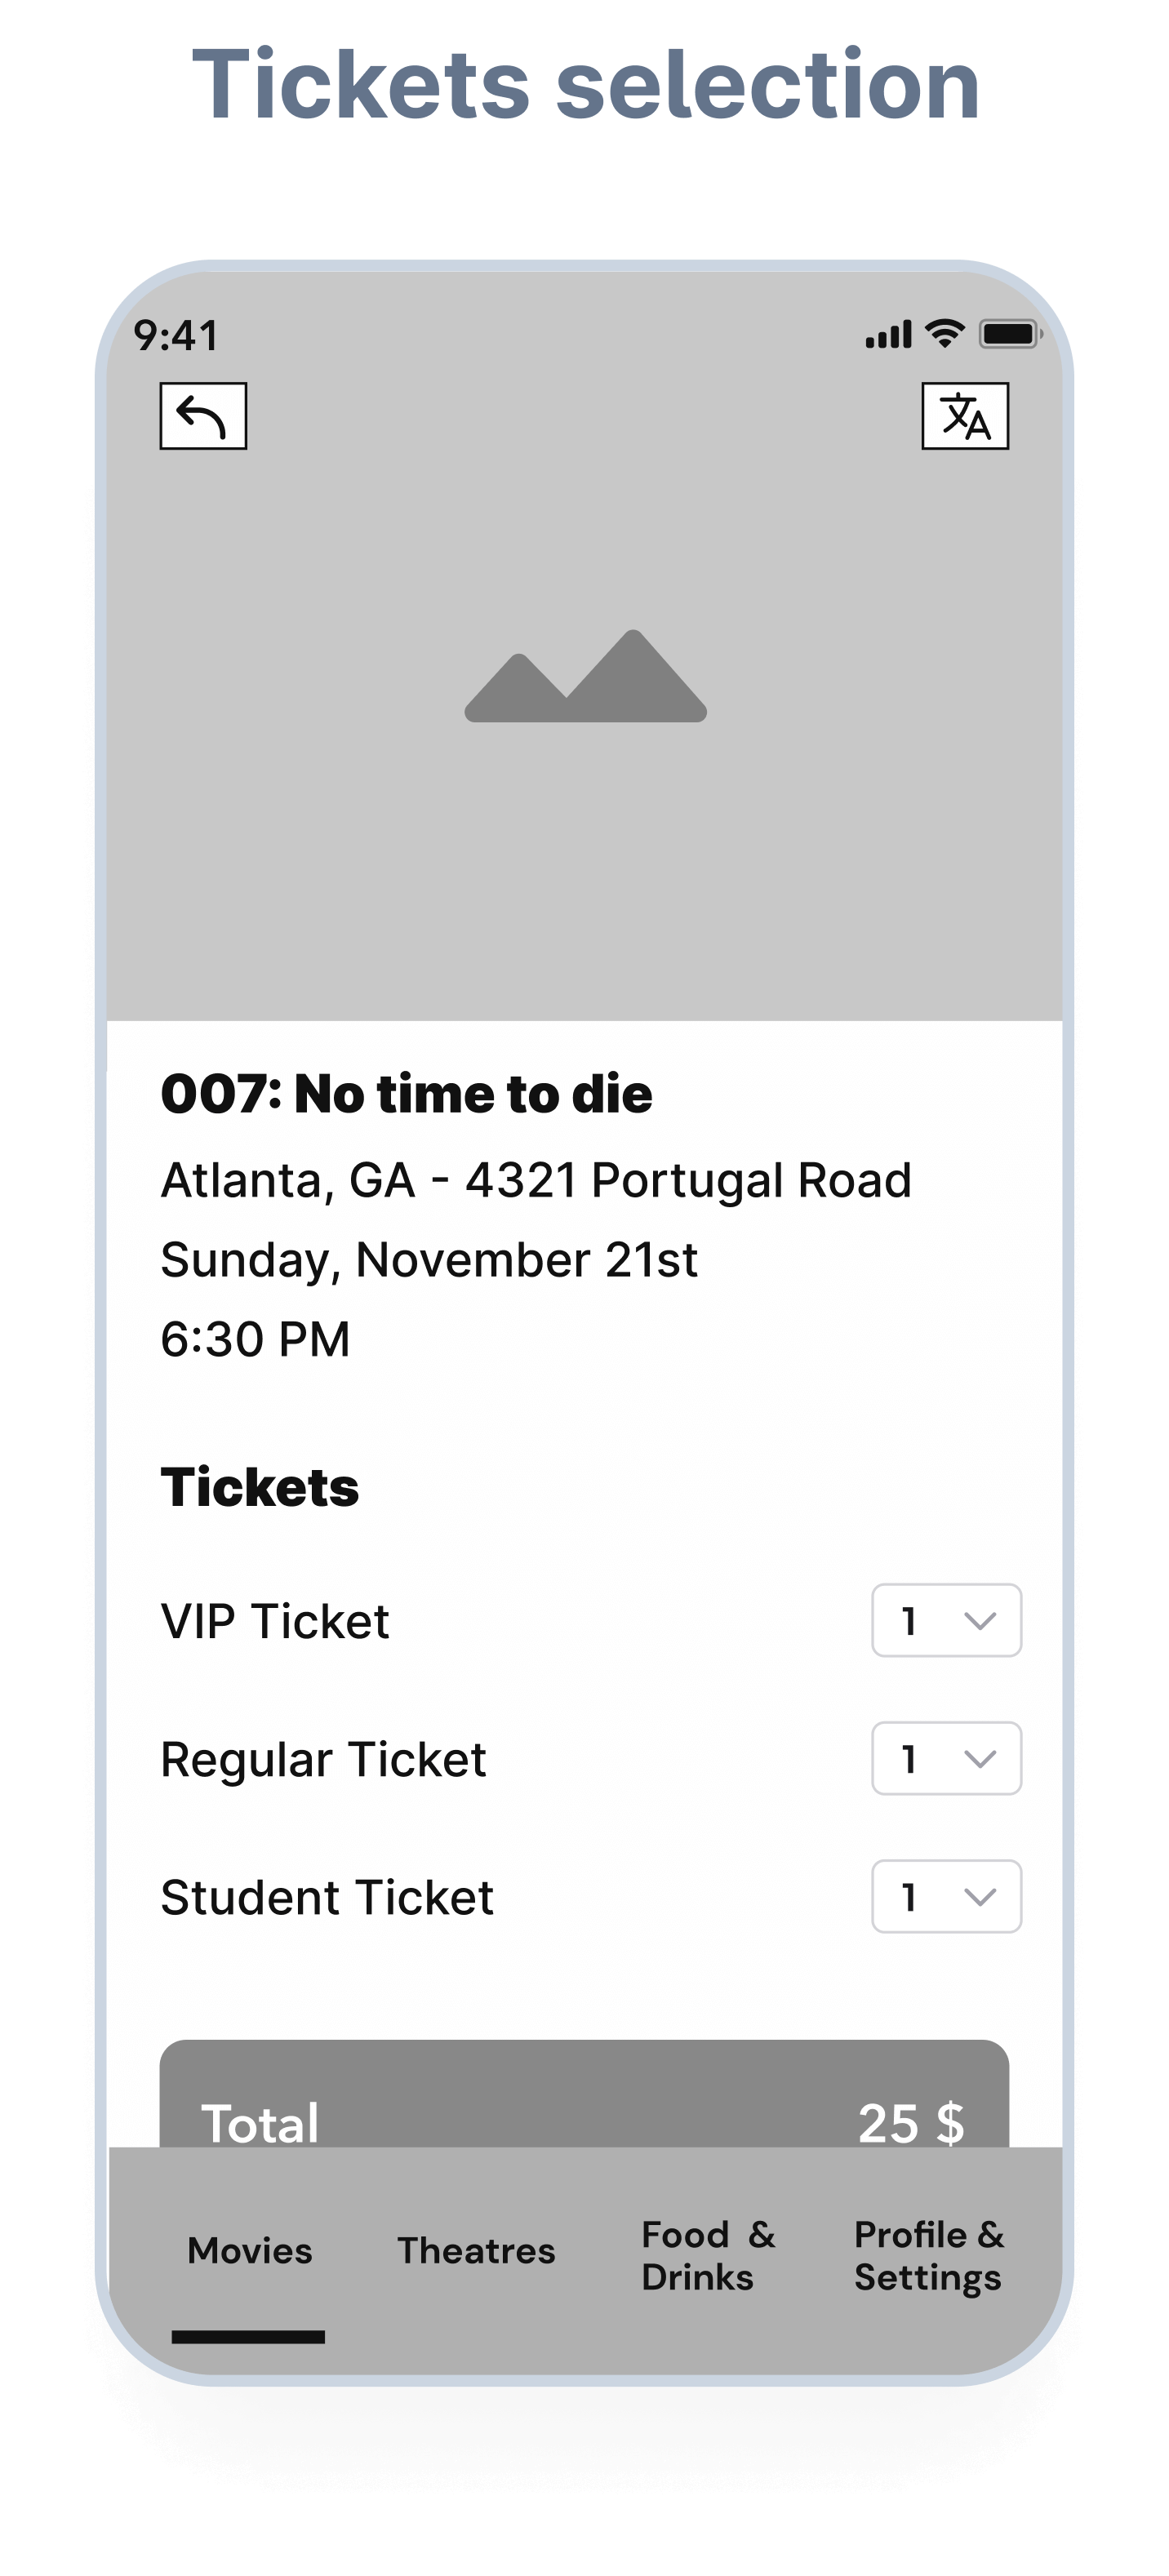 Tickets selection
9:41
文A
007: No time to die
Atlanta, GA - 4321 Portugal Road
Sunday, November 21st
6:30 PM
Tickets
VIP Ticket 1
Regular Ticket 1
Student Ticket 1
Total 25 $
Movies Theatres Food & Drinks Profile & Settings